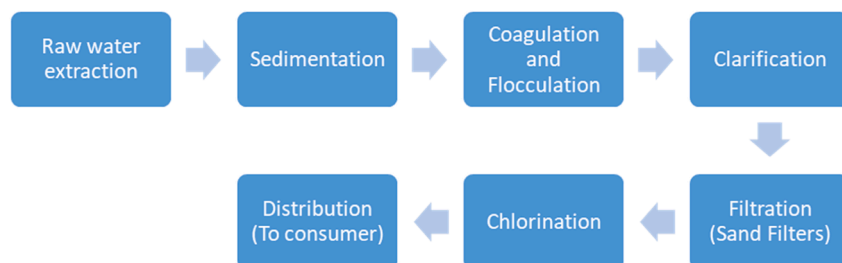 Raw water
extraction
Sedimentation
Coagulation
and
Flocculation
Clarification
Filtration
(Sand Filters)
Chlorination
Distribution
(To consumer)